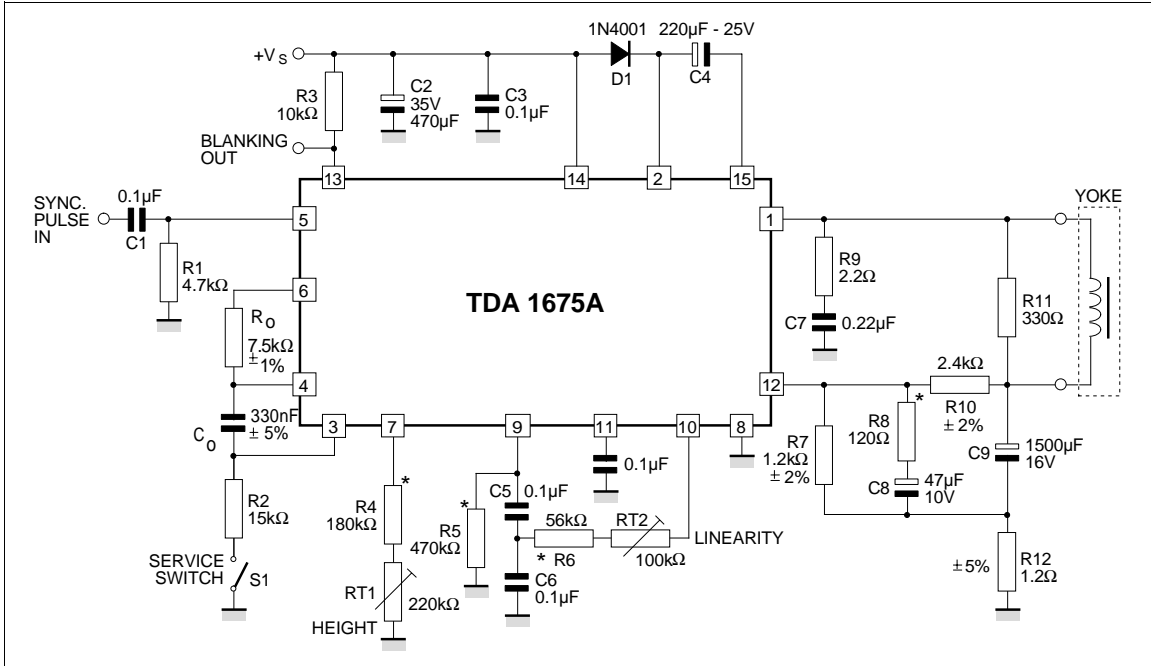 1N4001
220µF - 25V
+VS
D1
C4
R3
10kΩ
C2
35V
470µF
C3
0.1µF
BLANKING
OUT
13
14
2
15
SYNC.
PULSE
IN
0.1µF
C1
5
1
YOKE
R1
4.7kΩ
R9
2.2Ω
6
TDA 1675A
R11
330Ω
Ro
7.5kΩ
±1%
C7
0.22µF
4
12
2.4kΩ
R10
±2%
330nF
±5%
Co
3
7
9
11
10
8
*
R8
120Ω
R7
1.2kΩ
±2%
C9
1500µF
16V
0.1µF
R2
15kΩ
*
R4
180kΩ
*
R5
470kΩ
C5
0.1µF
56kΩ
* R6
RT2
100kΩ
LINEARITY
C8
47µF
10V
SERVICE
SWITCH
S1
RT1
220kΩ
HEIGHT
C6
0.1µF
±5%
R12
1.2Ω